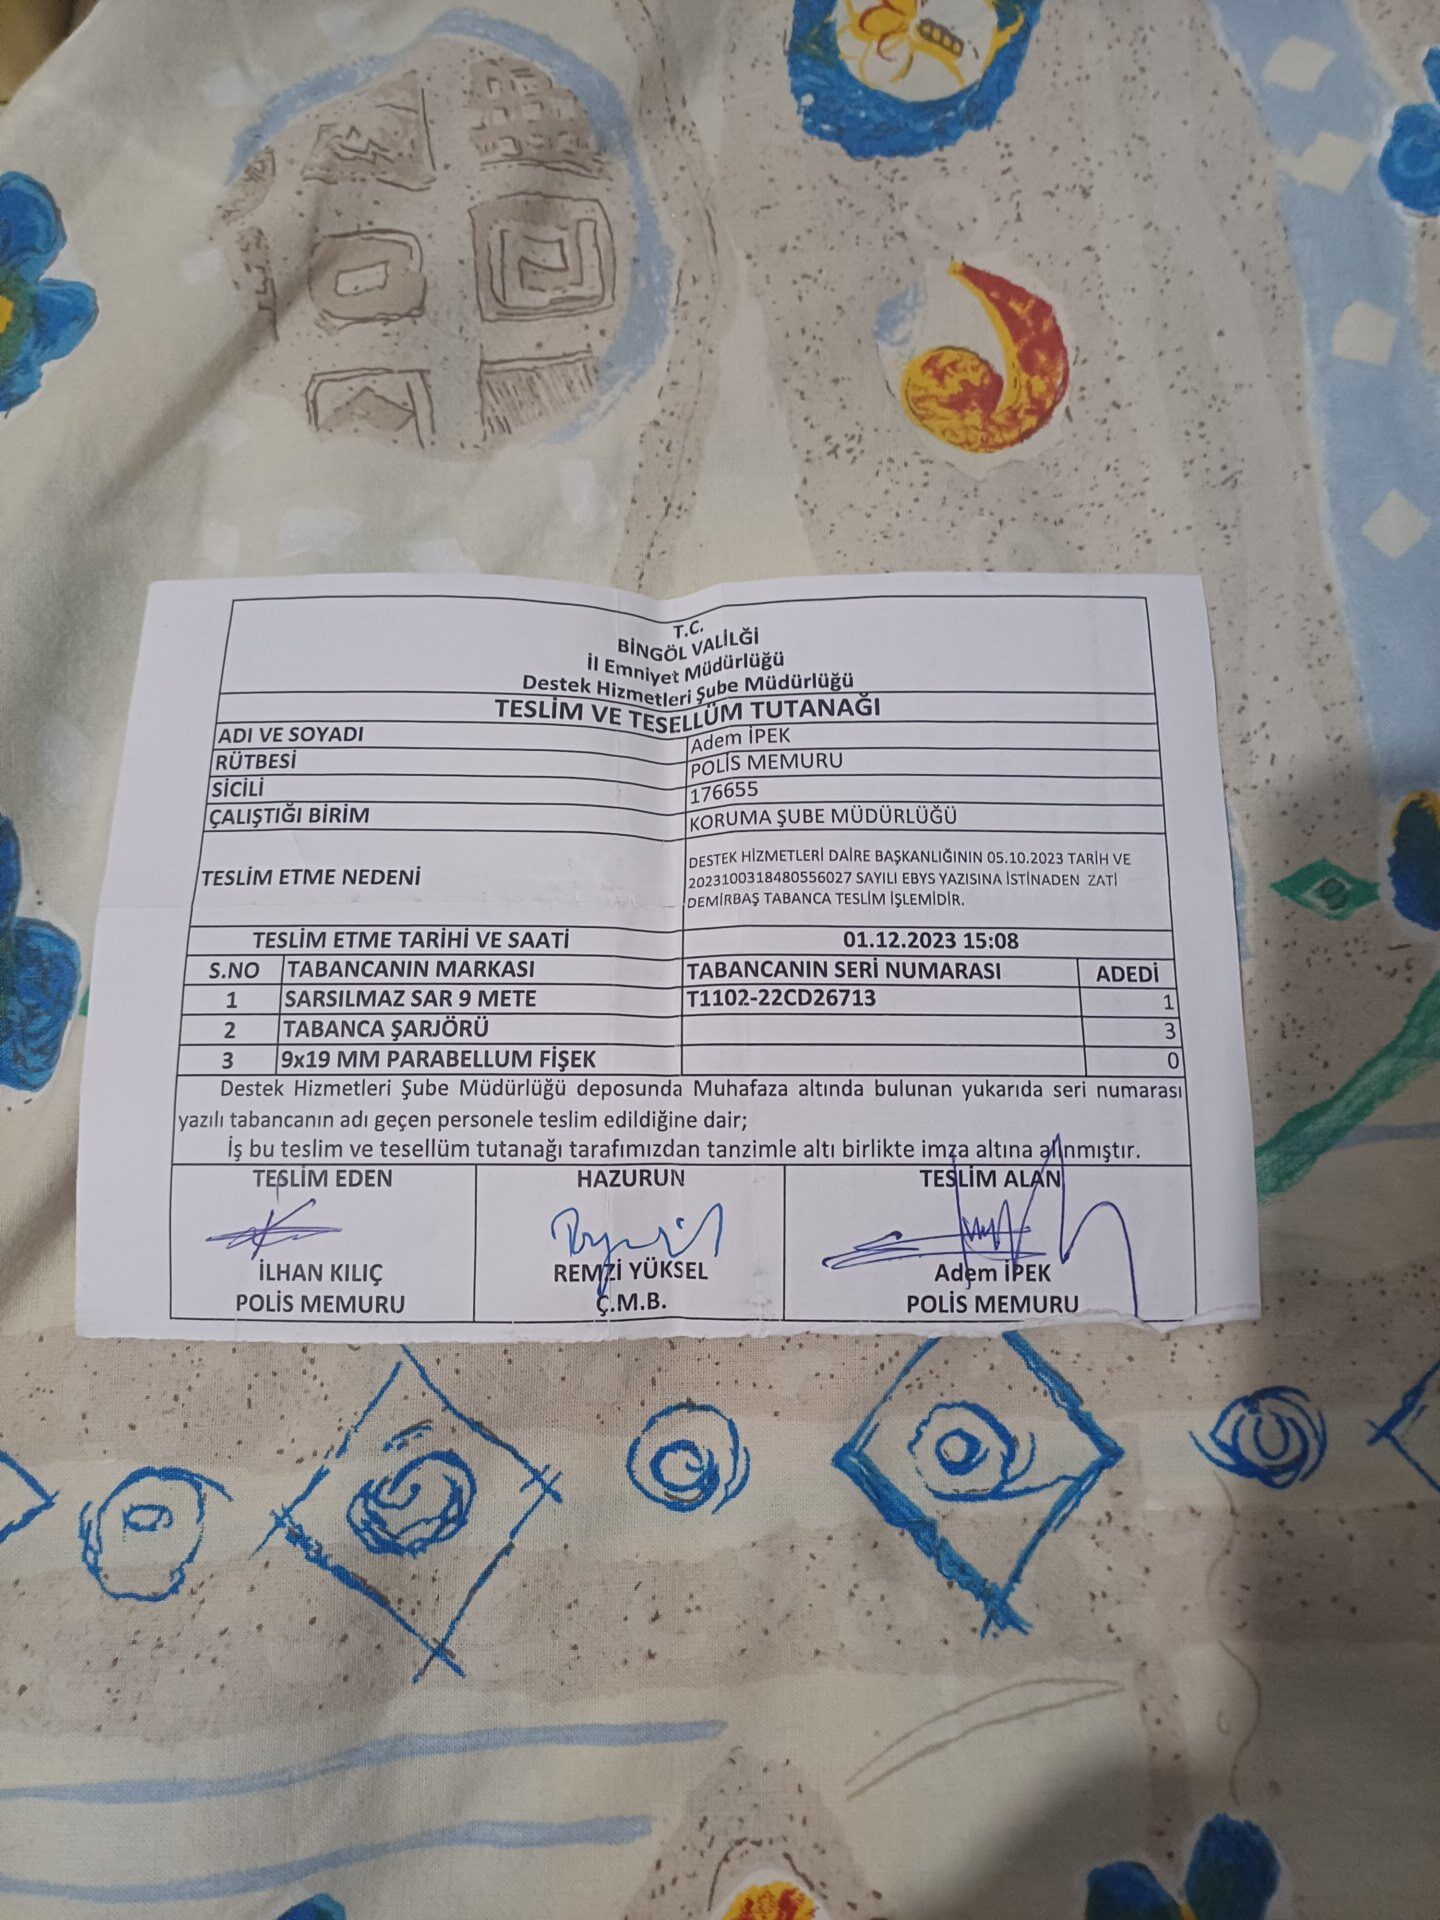 T.C.
BİNGÖL VALİLĞİ
İl Emniyet Müdürlüğü
Destek Hizmetleri Şube Müdürlüğü
TESLİM VE TESELLÜM TUTANAĞI
ADI VE SOYADI Adem İPEK
RÜTBESİ POLİS MEMURU
SİCİLİ 176655
ÇALIŞTIĞI BİRİM KORUMA ŞUBE MÜDÜRLÜĞÜ
TESLİM ETME NEDENİ DESTEK HİZMETLERİ DAİRE BAŞKANLIĞININ 05.10.2023 TARİH VE
2023100318480556027 SAYILI EBYS YAZISINA İSTİNADEN ZATİ
DEMİRBAŞ TABANCA TESLİM İŞLEMİDİR.
TESLİM ETME TARİHİ VE SAATİ 01.12.2023 15:08
S.NO TABANCANIN MARKASI TABANCANIN SERİ NUMARASI ADEDİ
1 SARSILMAZ SAR 9 METE T1102-22CD26713 1
2 TABANCA ŞARJÖRÜ 3
3 9x19 MM PARABELLUM FİŞEK 0
Destek Hizmetleri Şube Müdürlüğü deposunda Muhafaza altında bulunan yukarıda seri numarası
yazılı tabancanın adı geçen personele teslim edildiğine dair;
İş bu teslim ve tesellüm tutanağı tarafımızdan tanzimle altı birlikte imza altına alınmıştır.
TESLİM EDEN HAZURUN TESLİM ALAN
İLHAN KILIÇ REMZİ YÜKSEL Adem İPEK
POLİS MEMURU Ç.M.B. POLİS MEMURU